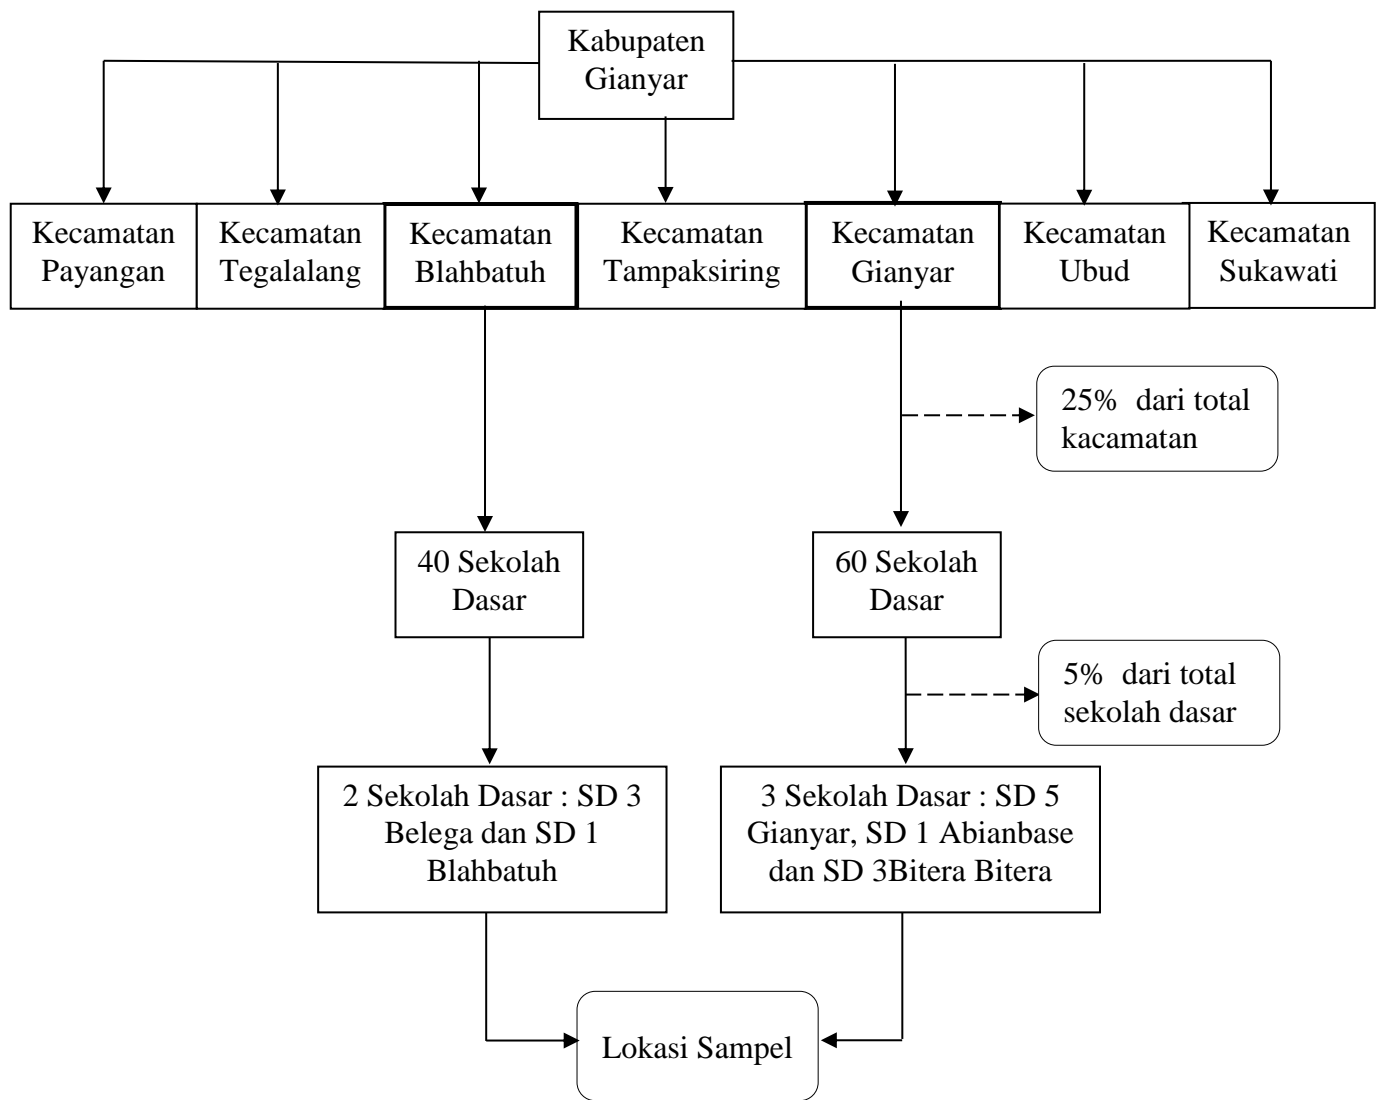 Kabupaten
Gianyar
Kecamatan
Payangan
Kecamatan
Tegalalang
Kecamatan
Blahbatuh
Kecamatan
Tampaksiring
Kecamatan
Gianyar
Kecamatan
Ubud
Kecamatan
Sukawati
25% dari total
kacamatan
40 Sekolah
Dasar
60 Sekolah
Dasar
5% dari total
sekolah dasar
2 Sekolah Dasar : SD 3
Belega dan SD 1
Blahbatuh
3 Sekolah Dasar : SD 5
Gianyar, SD 1 Abianbase
dan SD 3Bitera Bitera
Lokasi Sampel